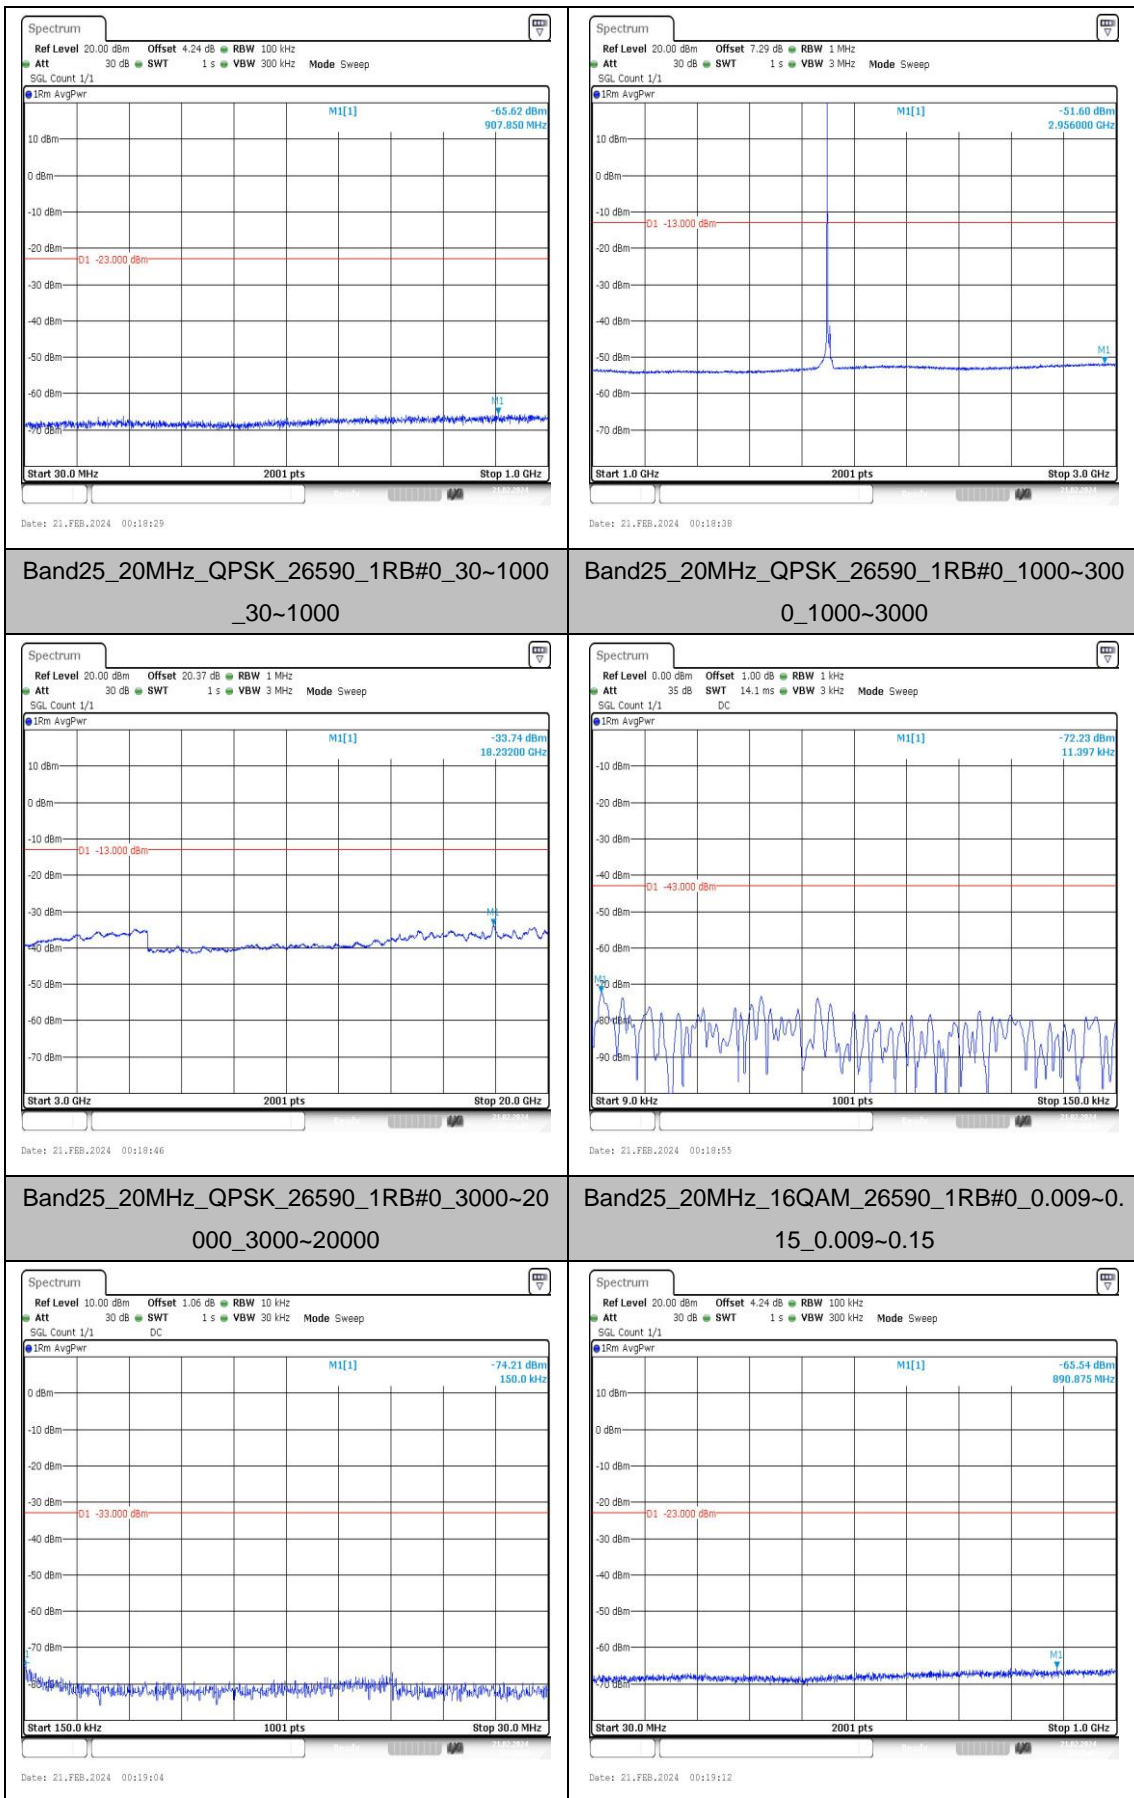 Spectrum
Ref Level 20.00 dBm Offset 4.24 dB RBW 100 kHz
Att 30 dB SWT 1 s VBW 300 kHz Mode Sweep
SGL Count 1/1
1Rm AvgPwr
M1[1] -65.62 dBm
907.850 MHz
10 dBm
0 dBm
-10 dBm
-20 dBm
D1 -23.000 dBm
-30 dBm
-40 dBm
-50 dBm
-60 dBm
M1
-70 dBm
Start 30.0 MHz 2001 pts Stop 1.0 GHz
Date: 21.FEB.2024 00:18:29
Spectrum
Ref Level 20.00 dBm Offset 7.29 dB RBW 1 MHz
Att 30 dB SWT 1 s VBW 3 MHz Mode Sweep
SGL Count 1/1
1Rm AvgPwr
M1[1] -51.60 dBm
2.956000 GHz
10 dBm
0 dBm
-10 dBm
D1 -13.000 dBm
-20 dBm
-30 dBm
-40 dBm
-50 dBm
M1
-60 dBm
-70 dBm
Start 1.0 GHz 2001 pts Stop 3.0 GHz
Date: 21.FEB.2024 00:18:38
Band25_20MHz_QPSK_26590_1RB#0_30~1000
_30~1000
Band25_20MHz_QPSK_26590_1RB#0_1000~300
0_1000~3000
Spectrum
Ref Level 20.00 dBm Offset 20.37 dB RBW 1 MHz
Att 30 dB SWT 1 s VBW 3 MHz Mode Sweep
SGL Count 1/1
1Rm AvgPwr
M1[1] -33.74 dBm
18.23200 GHz
10 dBm
0 dBm
-10 dBm
D1 -13.000 dBm
-20 dBm
-30 dBm
M1
-40 dBm
-50 dBm
-60 dBm
-70 dBm
Start 3.0 GHz 2001 pts Stop 20.0 GHz
Date: 21.FEB.2024 00:18:46
Spectrum
Ref Level 0.00 dBm Offset 1.00 dB RBW 1 kHz
Att 35 dB SWT 14.1 ms VBW 3 kHz Mode Sweep
SGL Count 1/1 DC
1Rm AvgPwr
M1[1] -72.23 dBm
11.397 kHz
-10 dBm
-20 dBm
-30 dBm
-40 dBm
D1 -43.000 dBm
-50 dBm
-60 dBm
M1
-70 dBm
-80 dBm
-90 dBm
Start 9.0 kHz 1001 pts Stop 150.0 kHz
Date: 21.FEB.2024 00:18:55
Band25_20MHz_QPSK_26590_1RB#0_3000~20
000_3000~20000
Band25_20MHz_16QAM_26590_1RB#0_0.009~0.
15_0.009~0.15
Spectrum
Ref Level 10.00 dBm Offset 1.06 dB RBW 10 kHz
Att 30 dB SWT 1 s VBW 30 kHz Mode Sweep
SGL Count 1/1 DC
1Rm AvgPwr
M1[1] -74.21 dBm
150.0 kHz
0 dBm
-10 dBm
-20 dBm
-30 dBm
D1 -33.000 dBm
-40 dBm
-50 dBm
-60 dBm
-70 dBm
-80 dBm
Start 150.0 kHz 1001 pts Stop 30.0 MHz
Date: 21.FEB.2024 00:19:04
Spectrum
Ref Level 20.00 dBm Offset 4.24 dB RBW 100 kHz
Att 30 dB SWT 1 s VBW 300 kHz Mode Sweep
SGL Count 1/1
1Rm AvgPwr
M1[1] -65.54 dBm
890.875 MHz
10 dBm
0 dBm
-10 dBm
-20 dBm
D1 -23.000 dBm
-30 dBm
-40 dBm
-50 dBm
-60 dBm
M1
-70 dBm
Start 30.0 MHz 2001 pts Stop 1.0 GHz
Date: 21.FEB.2024 00:19:12